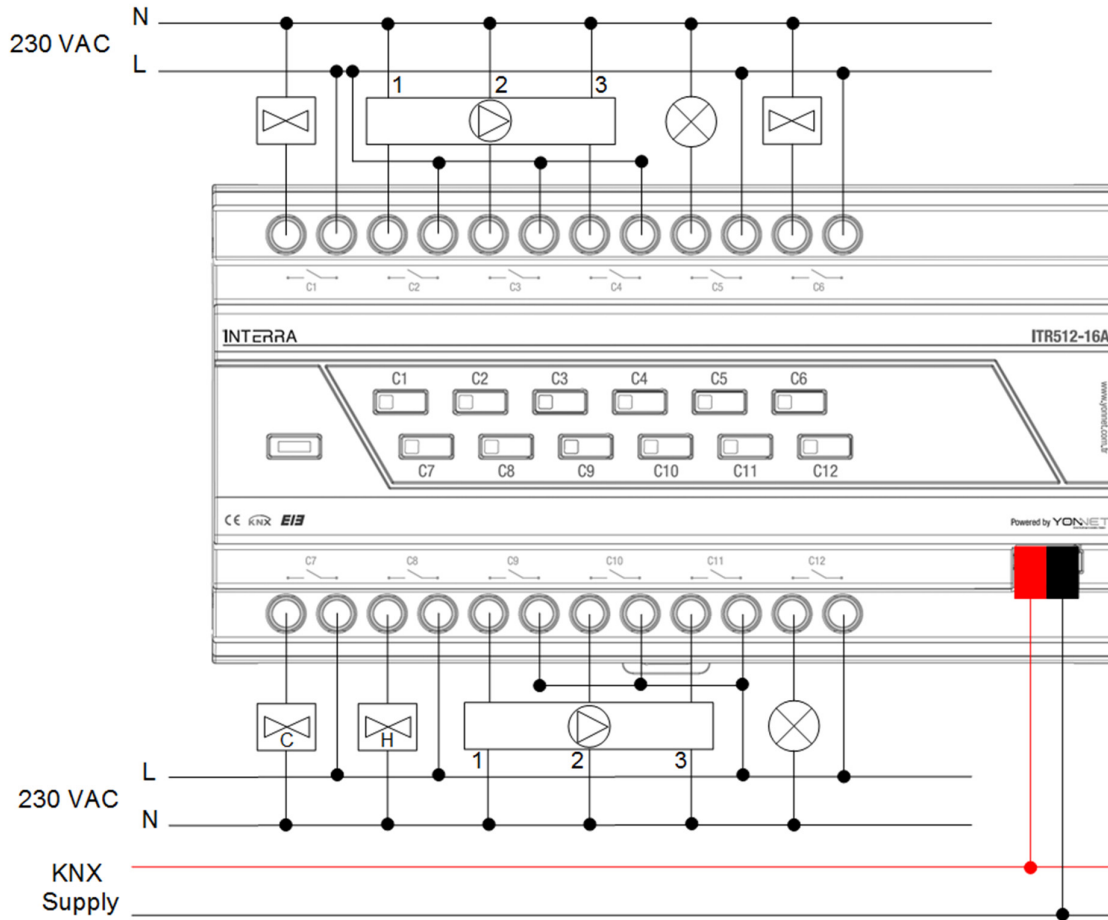 N
230 VAC
L
1 2 3
C1 C2 C3 C4 C5 C6
INTERRA ITR512-16A
C1 C2 C3 C4 C5 C6
C7 C8 C9 C10 C11 C12
www.yonnet.com.tr
CE KNX EIB Powered by YONNET
C7 C8 C9 C10 C11 C12
C H
1 2 3
L
230 VAC
N
KNX
Supply